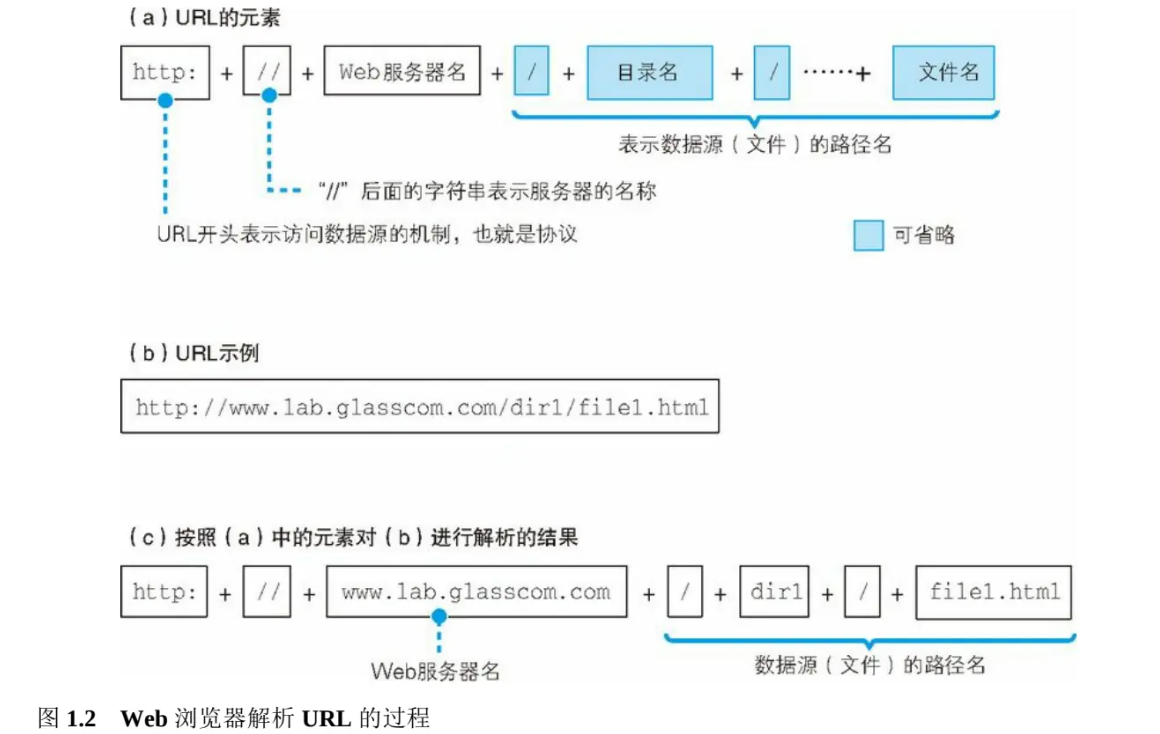 (a)URL的元素
http: + // + Web服务器名 + / + 目录名 + / ……+ 文件名
表示数据源(文件)的路径名
“//”后面的字符串表示服务器的名称
URL开头表示访问数据源的机制，也就是协议
可省略
(b)URL示例
http://www.lab.glasscom.com/dir1/file1.html
(c)按照(a)中的元素对(b)进行解析的结果
http: + // + www.lab.glasscom.com + / + dir1 + / + file1.html
Web服务器名
数据源(文件)的路径名
图 1.2 Web 浏览器解析 URL 的过程